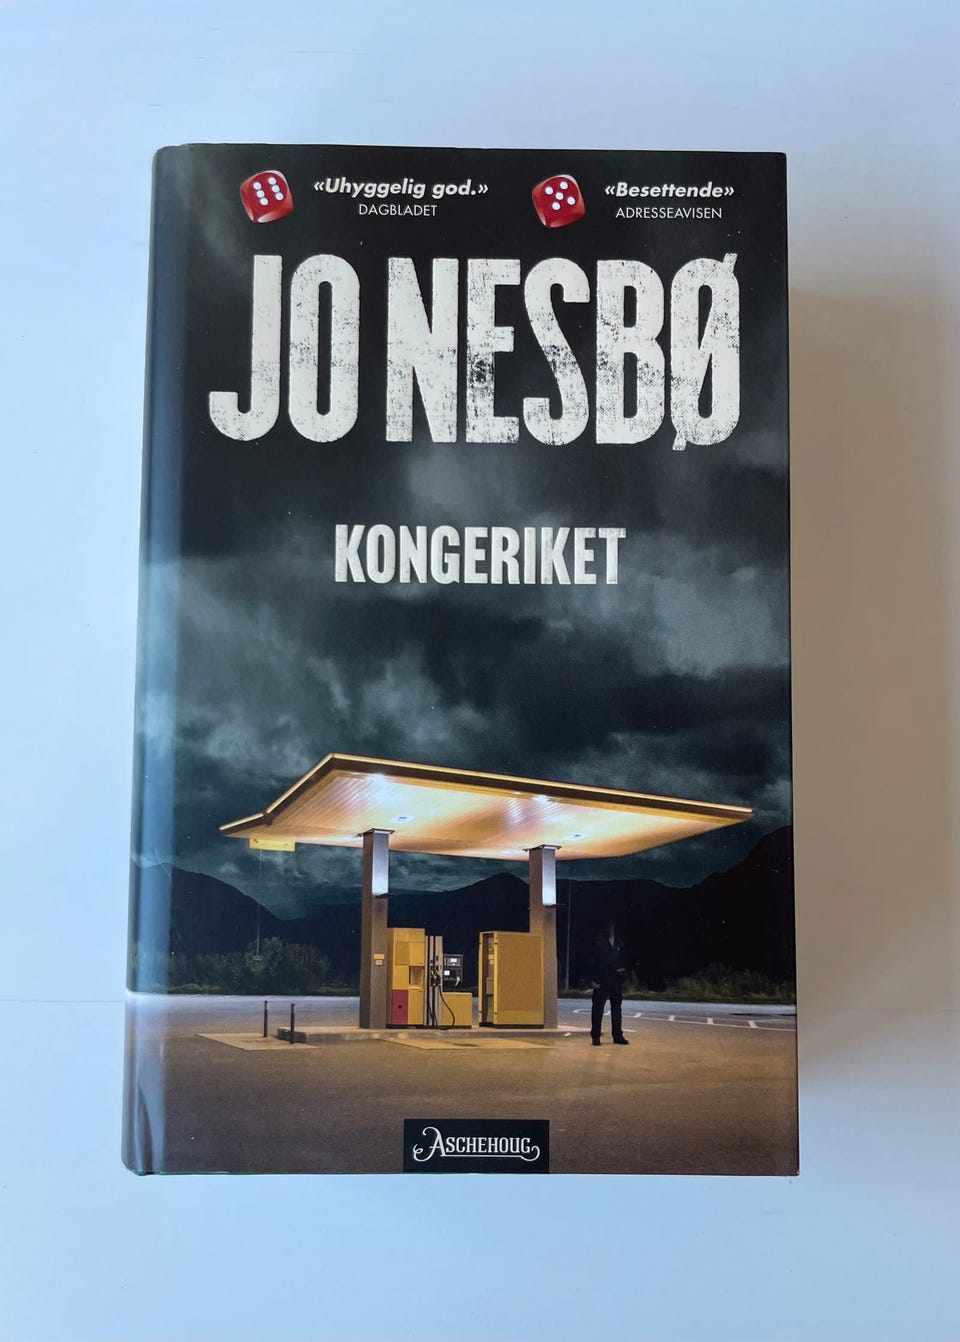 «Uhyggelig god.»
DAGBLADET
«Besettende»
ADRESSEAVISEN
JO NESBØ
KONGERIKET
ASCHEHOUG